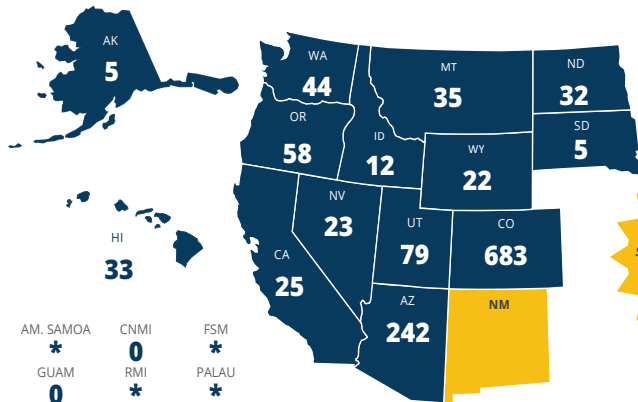 AK
5
WA
44
MT
35
ND
32
OR
58
ID
12
WY
22
SD
5
NV
23
UT
79
CO
683
CA
25
AZ
242
NM
HI
33
AM. SAMOA CNMI FSM
* 0 *
GUAM RMI PALAU
0 * *